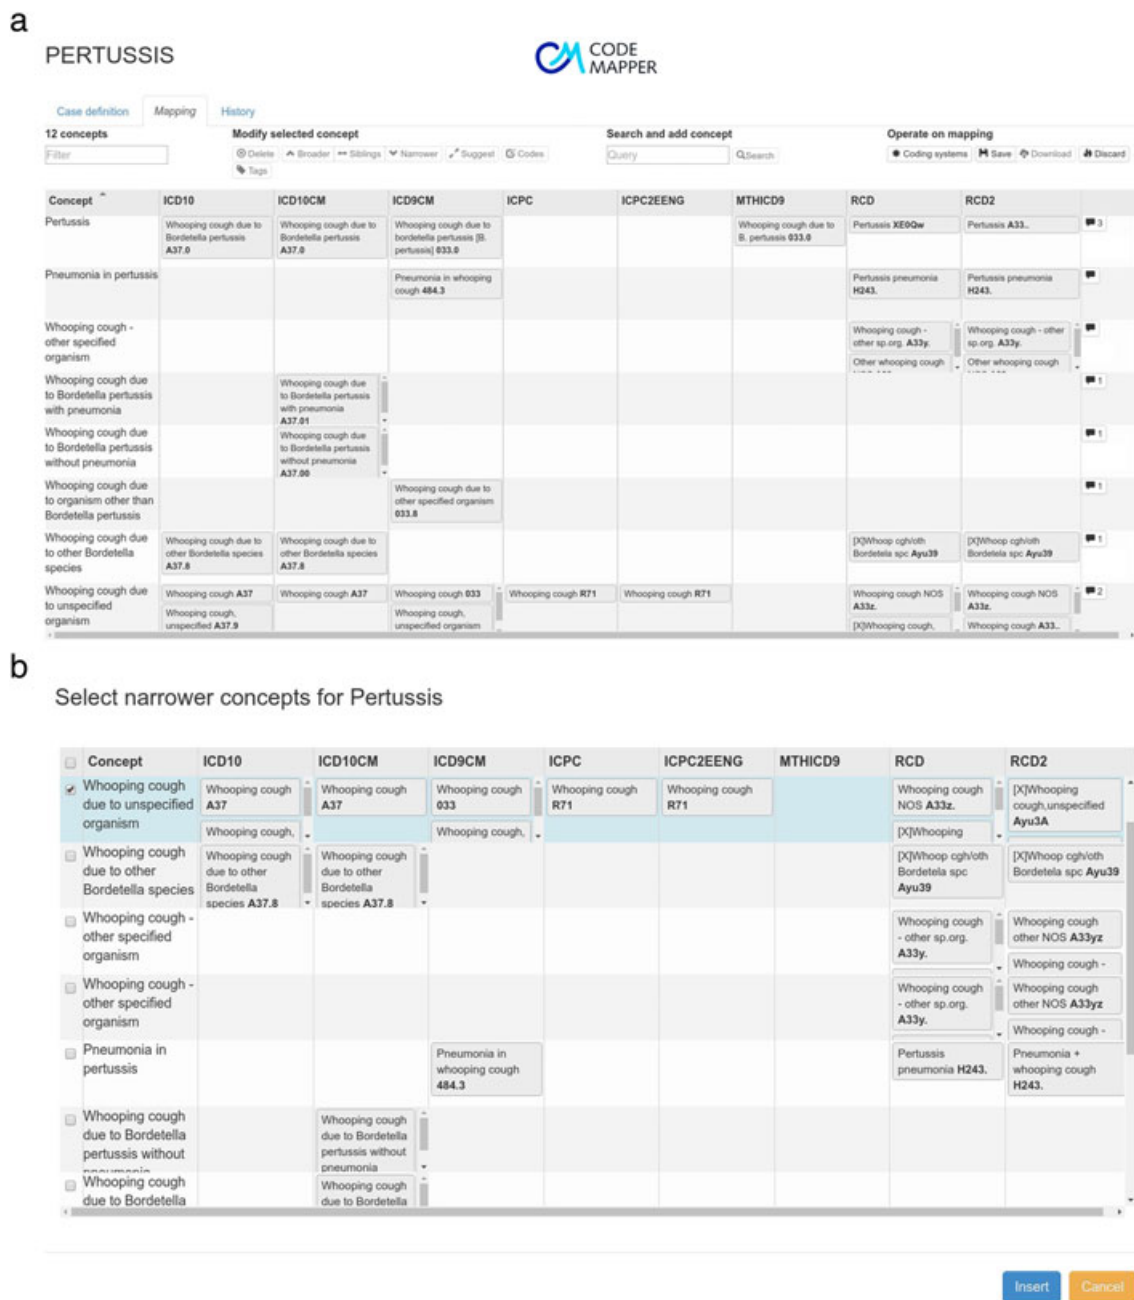 a
PERTUSSIS
CODE
MAPPER
Case definition Mapping History
12 concepts Modify selected concept Search and add concept Operate on mapping
Filter Delete Broader Siblings Narrower Suggest Codes Query Search Coding systems Save Download Discard
Tags
Concept ICD10 ICD10CM ICD9CM ICPC ICPC2EENG MTHICD9 RCD RCD2
Pertussis Whooping cough due to Whooping cough due to Whooping cough due to Whooping cough due to Pertussis XE0Qw Pertussis A33.. 3
Bordetella pertussis Bordetella pertussis bordetella pertussis [B. B. pertussis 033.0
A37.0 A37.0 pertussis] 033.0
Pneumonia in pertussis Pneumonia in whooping Pertussis pneumonia Pertussis pneumonia
cough 484.3 H243. H243.
Whooping cough - Whooping cough - Whooping cough - other
other specified other sp.org. A33y. sp.org. A33y.
organism Other whooping cough Other whooping cough
Whooping cough due Whooping cough due 1
to Bordetella pertussis to Bordetella pertussis
with pneumonia with pneumonia
A37.01
Whooping cough due Whooping cough due 1
to Bordetella pertussis to Bordetella pertussis
without pneumonia without pneumonia
A37.00
Whooping cough due Whooping cough due to 1
to organism other than other specified organism
Bordetella pertussis 033.8
Whooping cough due Whooping cough due to Whooping cough due to [X]Whoop cgh/oth [X]Whoop cgh/oth 1
to other Bordetella other Bordetella species other Bordetella species Bordetela spc Ayu39 Bordetela spc Ayu39
species A37.8 A37.8
Whooping cough due Whooping cough A37 Whooping cough A37 Whooping cough 033 Whooping cough R71 Whooping cough R71 Whooping cough NOS Whooping cough NOS 2
to unspecified Whooping cough, Whooping cough, A33z. A33z.
organism unspecified A37.9 unspecified organism [X]Whooping cough, Whooping cough A33..
b
Select narrower concepts for Pertussis
Concept ICD10 ICD10CM ICD9CM ICPC ICPC2EENG MTHICD9 RCD RCD2
Whooping cough Whooping cough Whooping cough Whooping cough Whooping cough Whooping cough Whooping cough [X]Whooping
due to unspecified A37 A37 033 R71 R71 NOS A33z. cough,unspecified
organism Whooping cough, Whooping cough, [X]Whooping Ayu3A
Whooping cough Whooping cough Whooping cough [X]Whoop cgh/oth [X]Whoop cgh/oth
due to other due to other due to other Bordetela spc Bordetela spc Ayu39
Bordetella species Bordetella Bordetella Ayu39
species A37.8 species A37.8
Whooping cough - Whooping cough Whooping cough
other specified - other sp.org. other NOS A33yz
organism A33y. Whooping cough -
Whooping cough - Whooping cough Whooping cough
other specified - other sp.org. other NOS A33yz
organism A33y. Whooping cough -
Pneumonia in Pneumonia in Pertussis Pneumonia +
pertussis whooping cough pneumonia H243. whooping cough
484.3 H243.
Whooping cough Whooping cough
due to Bordetella due to Bordetella
pertussis without pertussis without
pneumonia pneumonia
Whooping cough Whooping cough
due to Bordetella due to Bordetella
Insert Cancel